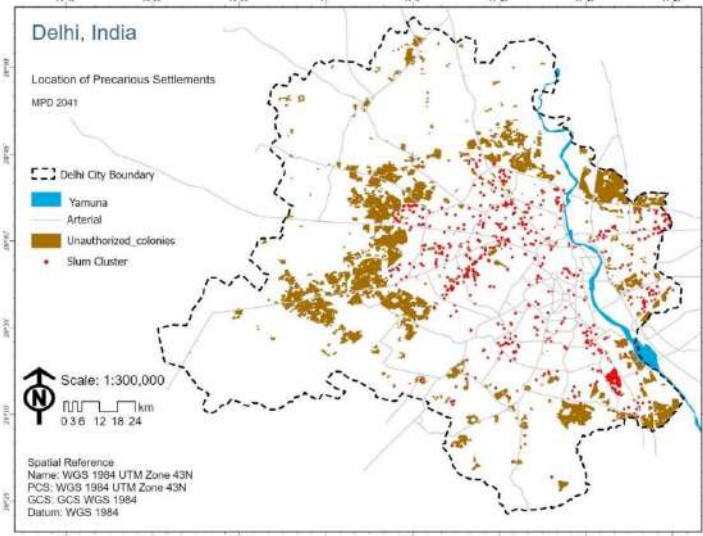 Delhi, India
Location of Precarious Settlements
MPD 2041
Delhi City Boundary
Yamuna
Arterial
Unauthorized_colonies
Slum Cluster
N
Scale: 1:300,000
km
0 3 6 12 18 24
Spatial Reference
Name: WGS 1984 UTM Zone 43N
PCS: WGS 1984 UTM Zone 43N
GCS: GCS WGS 1984
Datum: WGS 1984